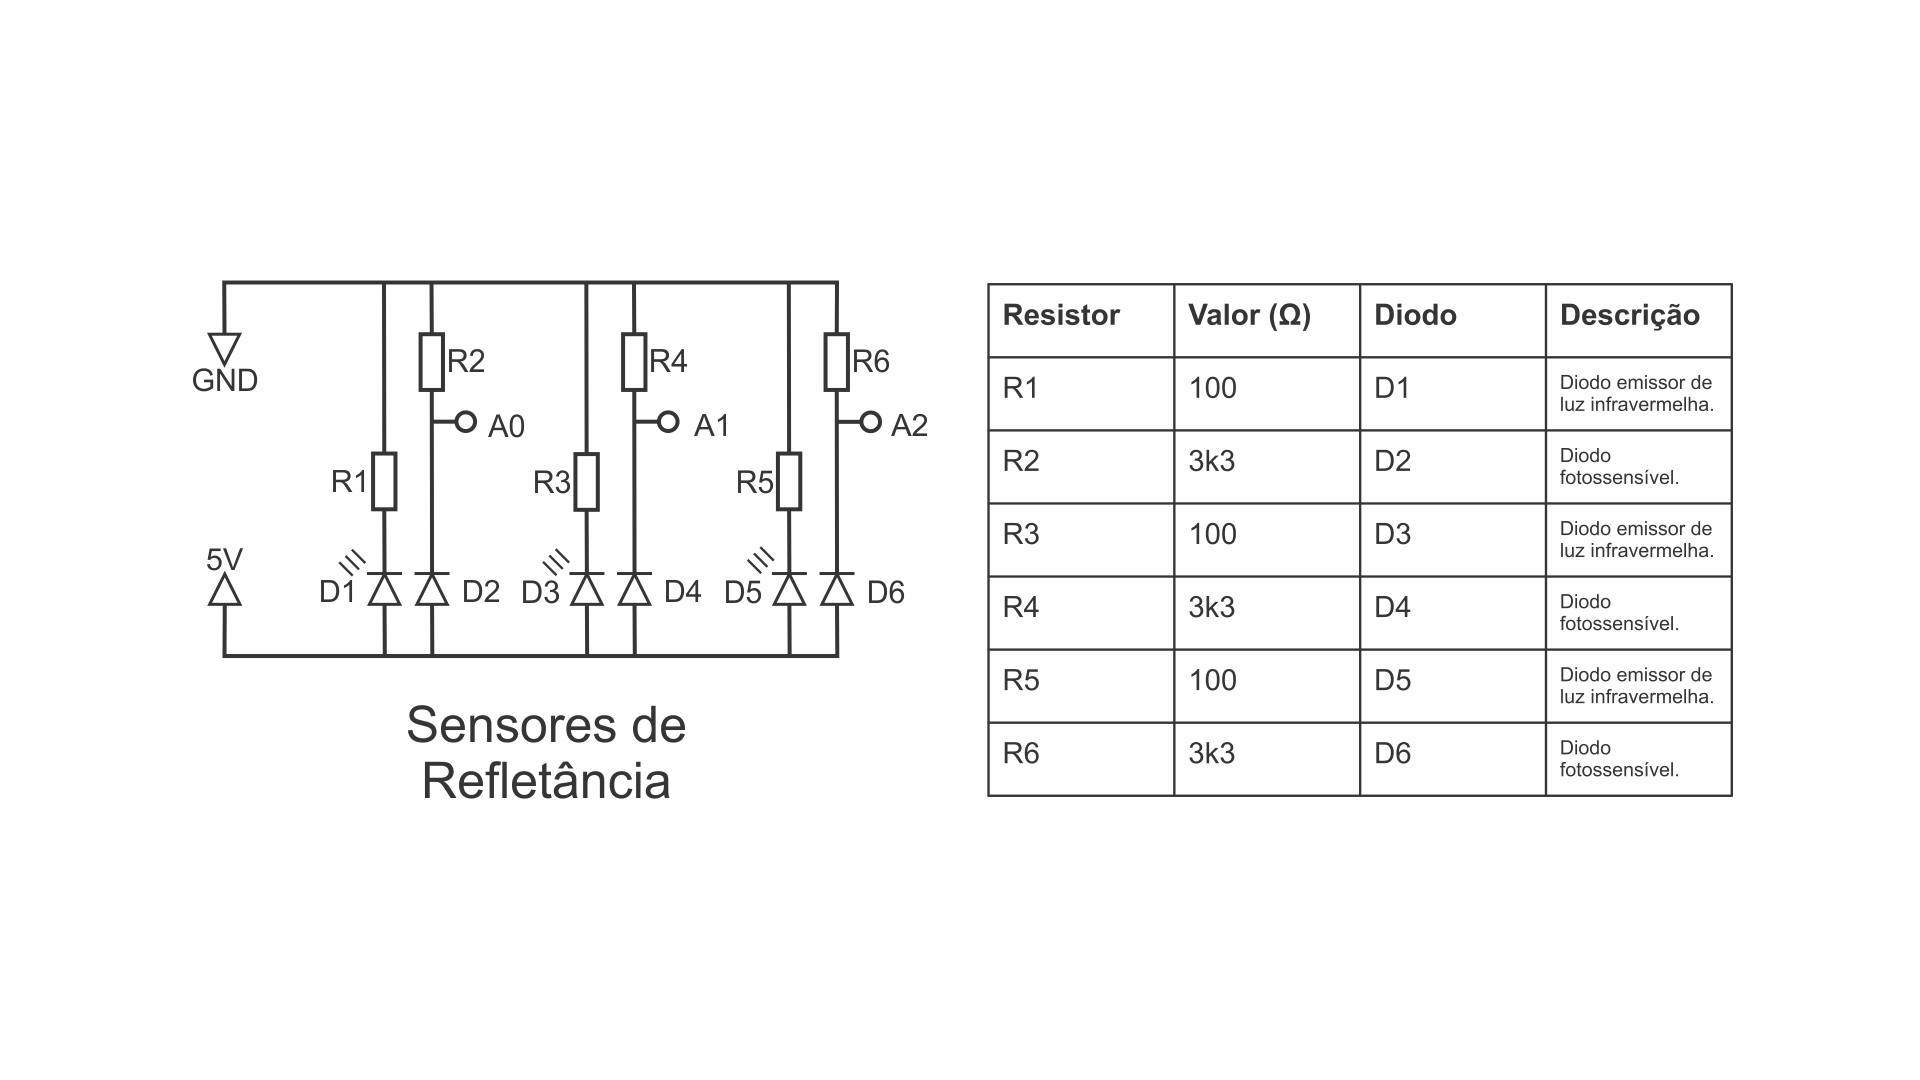 R2
R4
R6
GND
A0
A1
A2
R1
R3
R5
5V
D1
D2
D3
D4
D5
D6
Sensores de
Refletância
Resistor Valor (Ω) Diodo Descrição
R1 100 D1 Diodo emissor de
luz infravermelha.
R2 3k3 D2 Diodo
fotossensível.
R3 100 D3 Diodo emissor de
luz infravermelha.
R4 3k3 D4 Diodo
fotossensível.
R5 100 D5 Diodo emissor de
luz infravermelha.
R6 3k3 D6 Diodo
fotossensível.